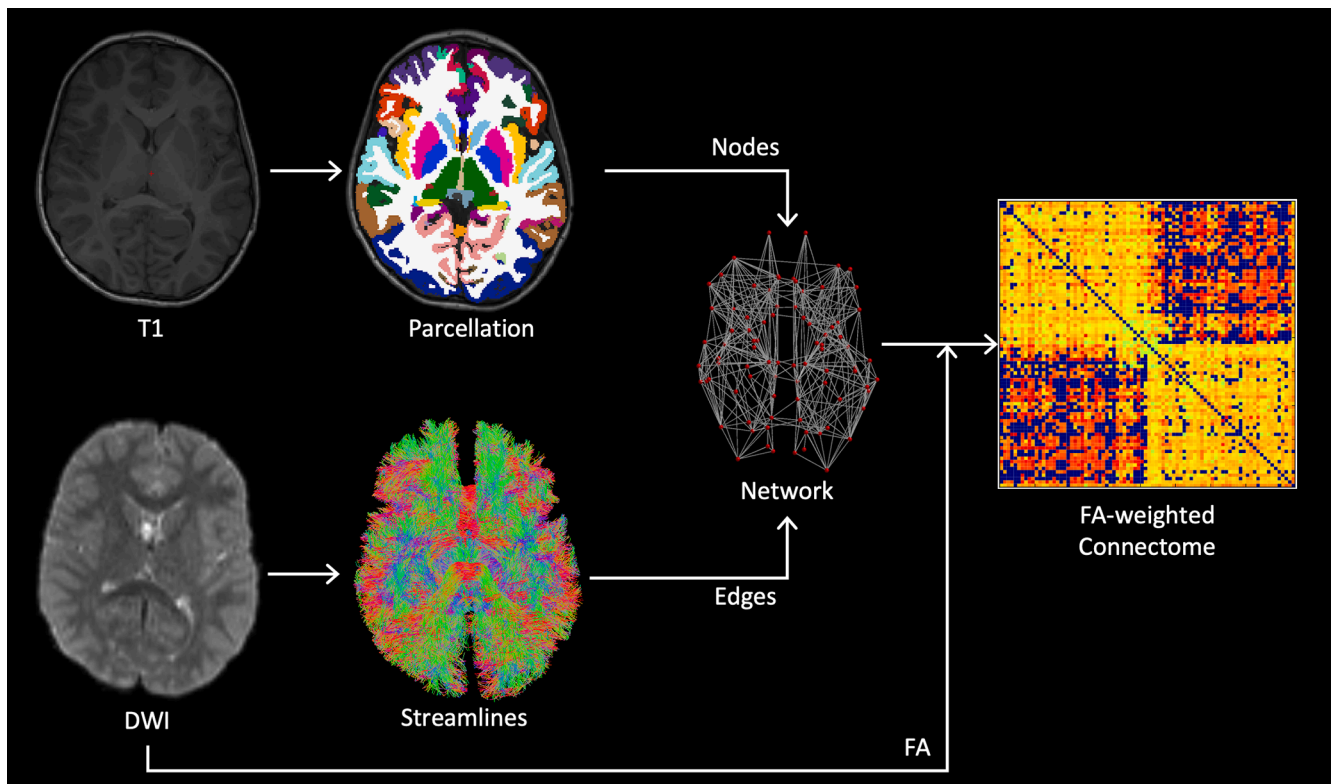 Nodes
T1
Parcellation
Network
FA-weighted
Connectome
Edges
DWI
Streamlines
FA